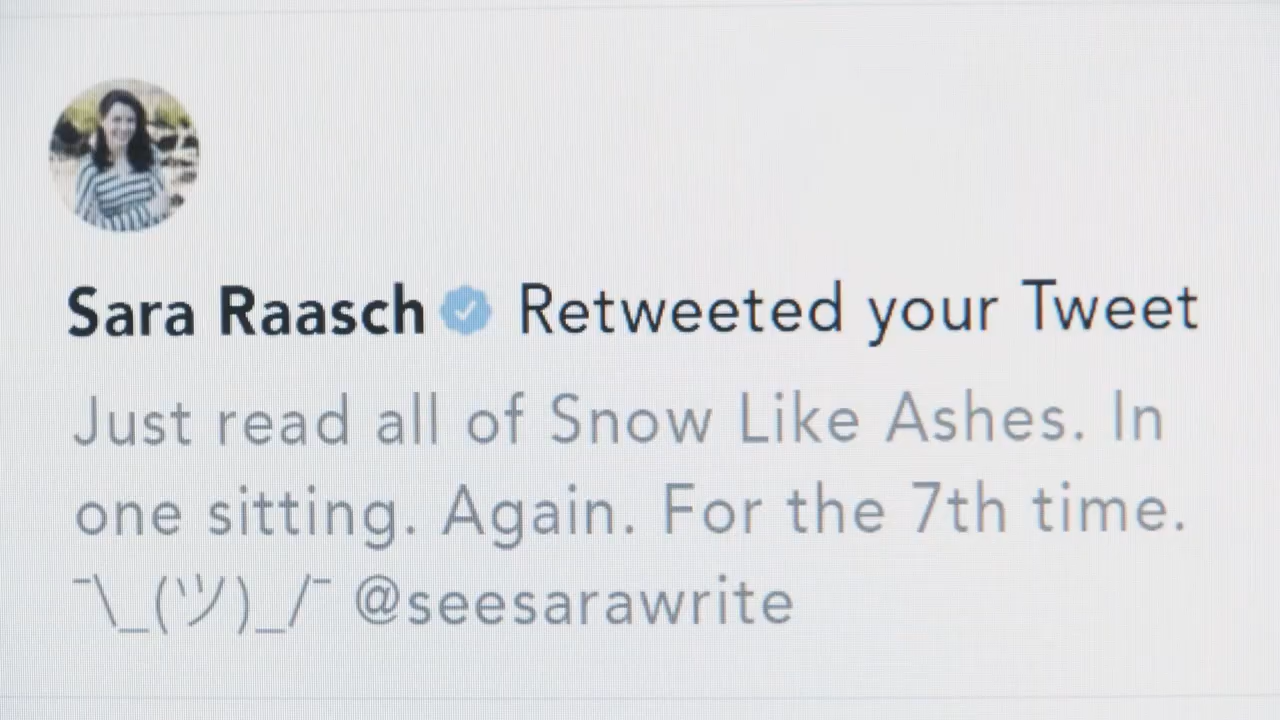 Sara Raasch Retweeted your Tweet
Just read all of Snow Like Ashes. In
one sitting. Again. For the 7th time.
¯\_(ツ)_/¯ @seesarawrite